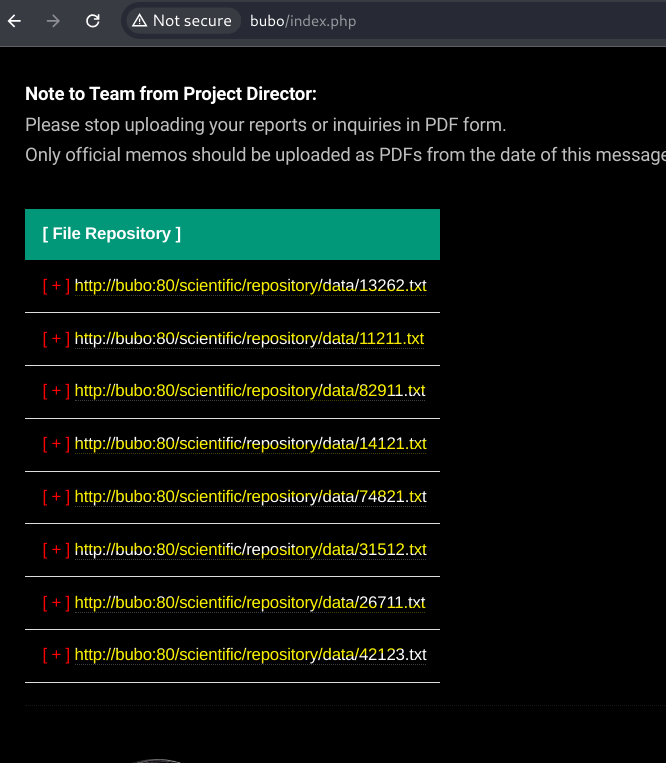 Not secure bubo/index.php
Note to Team from Project Director:
Please stop uploading your reports or inquiries in PDF form.
Only official memos should be uploaded as PDFs from the date of this message
[ File Repository ]
[ + ] http://bubo:80/scientific/repository/data/13262.txt
[ + ] http://bubo:80/scientific/repository/data/11211.txt
[ + ] http://bubo:80/scientific/repository/data/82911.txt
[ + ] http://bubo:80/scientific/repository/data/14121.txt
[ + ] http://bubo:80/scientific/repository/data/74821.txt
[ + ] http://bubo:80/scientific/repository/data/31512.txt
[ + ] http://bubo:80/scientific/repository/data/26711.txt
[ + ] http://bubo:80/scientific/repository/data/42123.txt